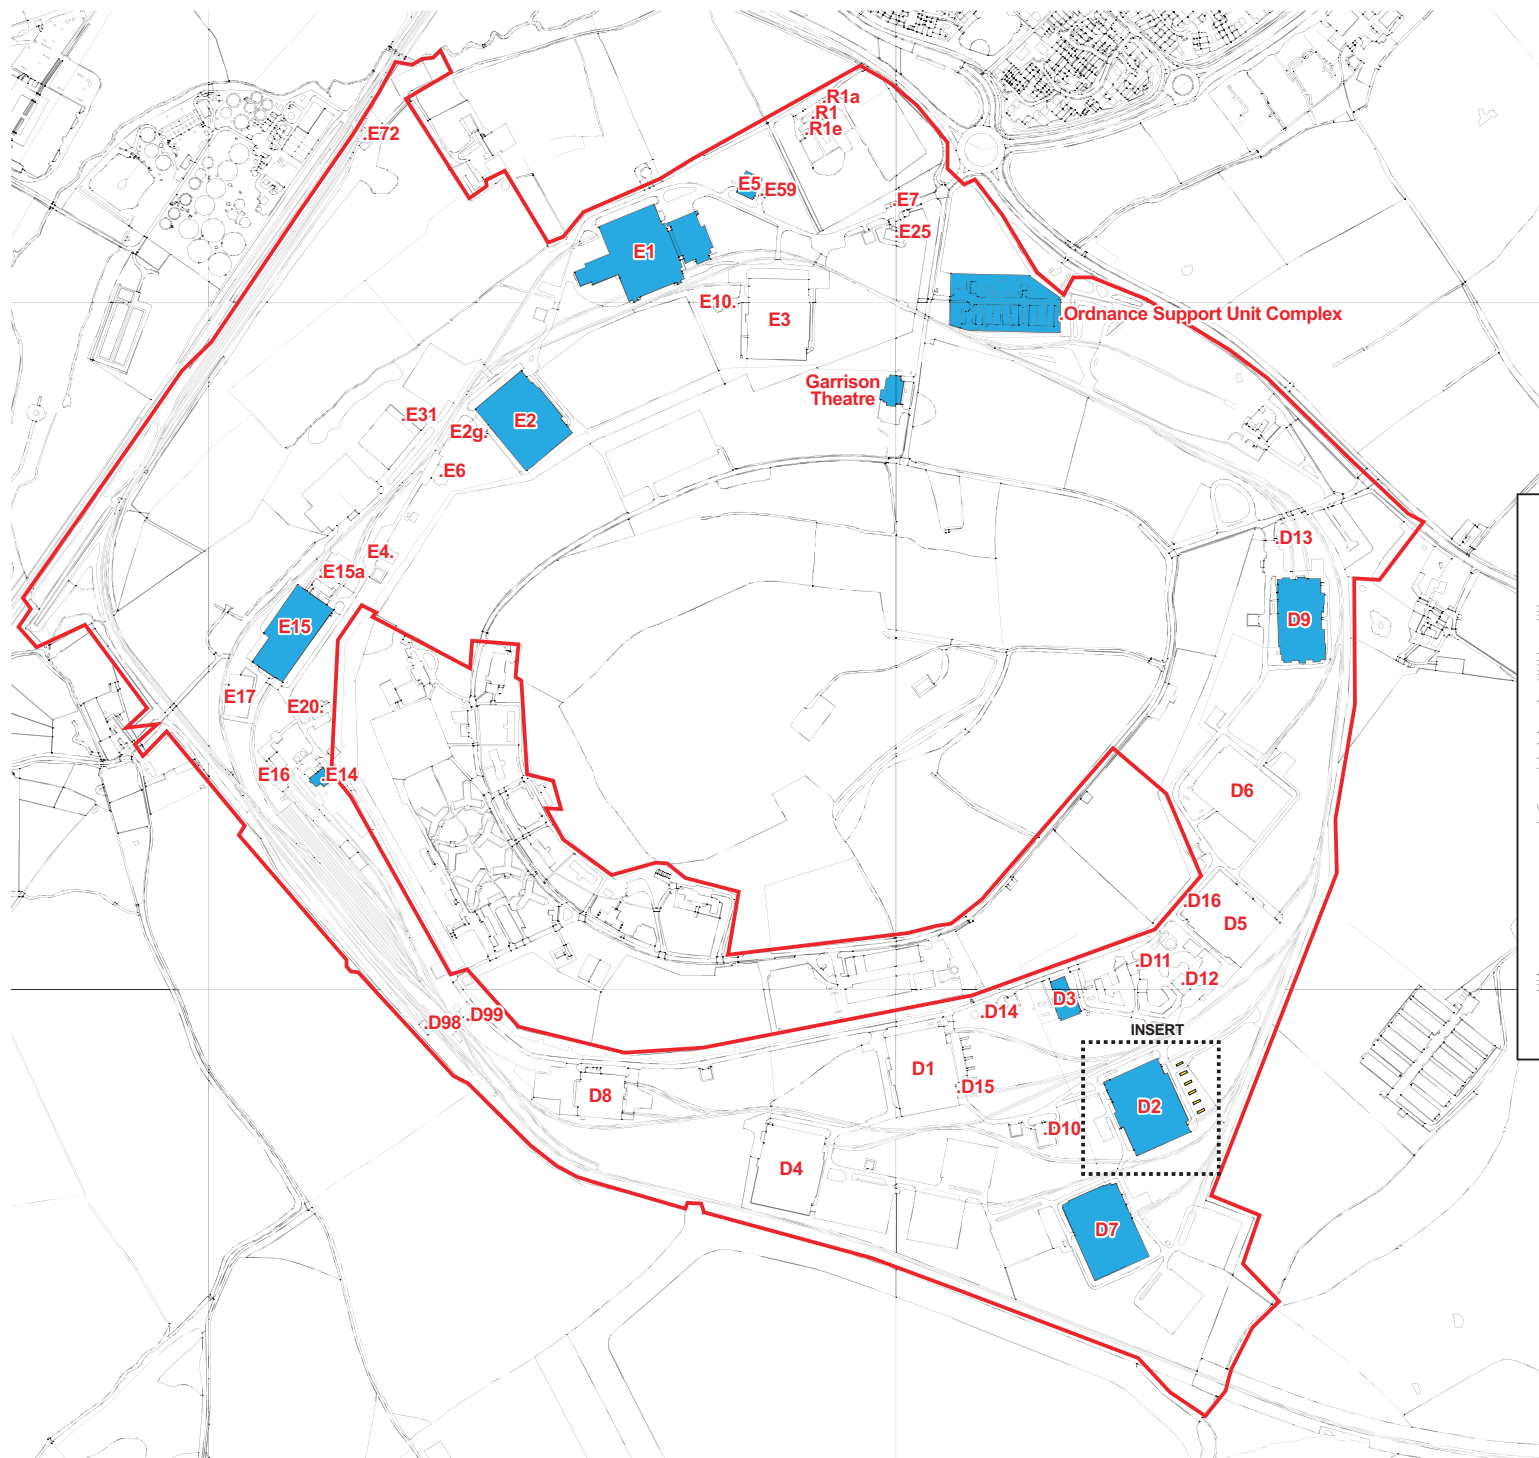 .R1a
.R1
.R1e
.E72
E5
.E59
.E7
.E25
E1
E10.
E3
.Ordnance Support Unit Complex
Garrison
Theatre
.E31
E2g.
E2
.E6
.D13
E4.
.E15a
E15
D9
E17
E20.
E16
.E14
D6
.D16
D5
.D11
.D12
D3
.D14
.D98
.D99
INSERT
D1
D8
.D15
D2
.D10
D4
D7